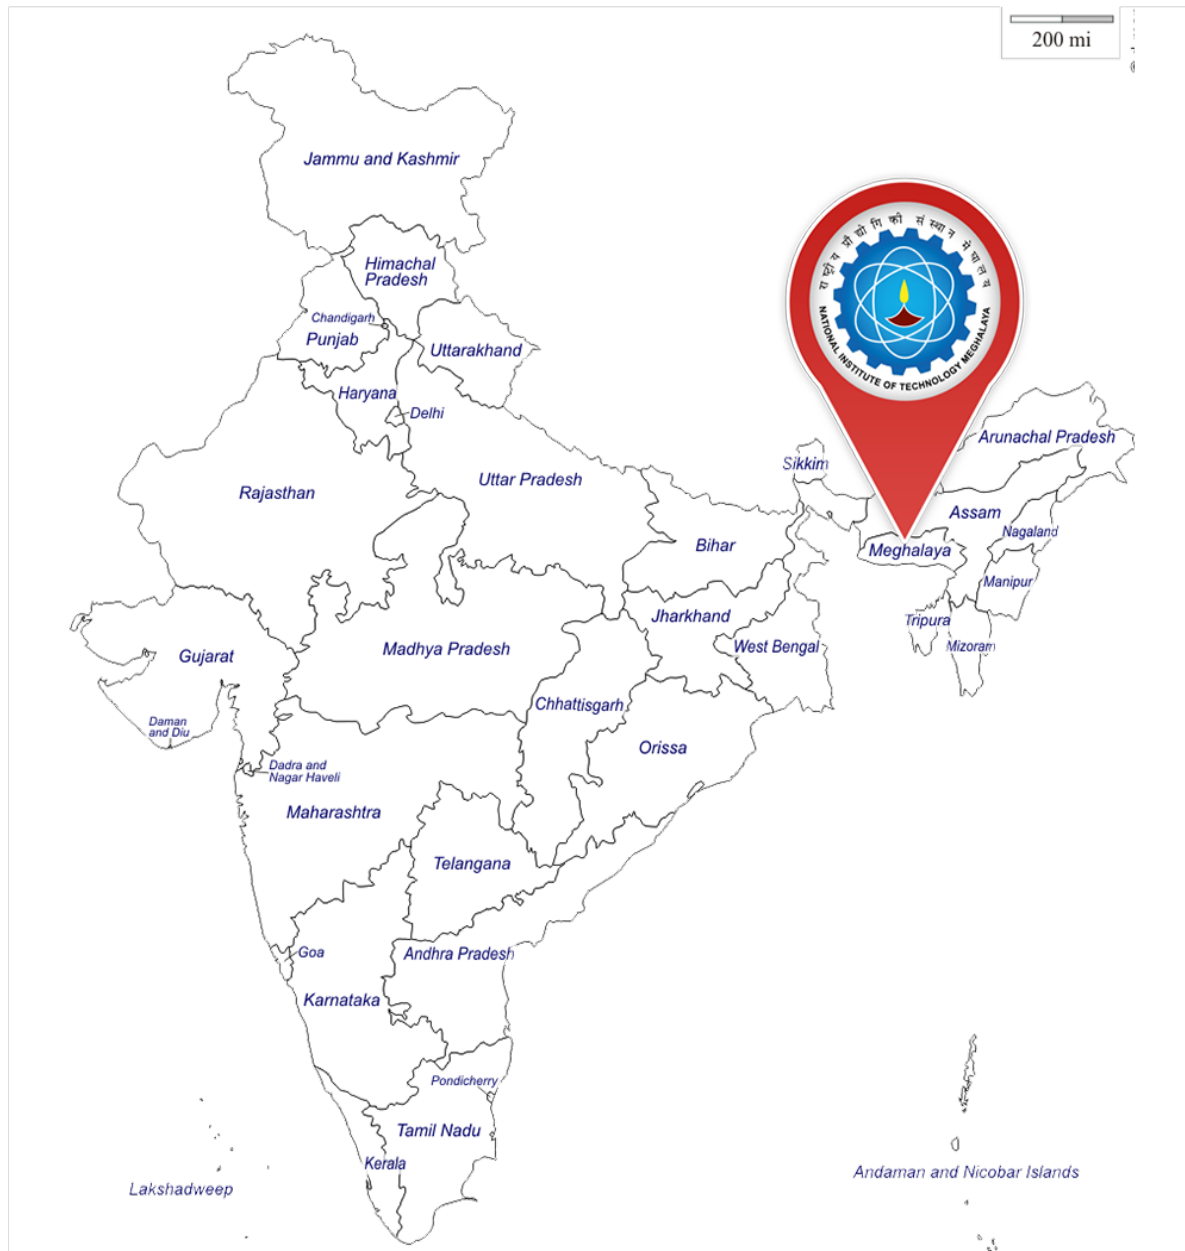 200 mi
Jammu and Kashmir
राष्ट्रीय प्रौद्योगिकी संस्थान मेघालय
NATIONAL INSTITUTE OF TECHNOLOGY MEGHALAYA
Himachal
Pradesh
Chandigarh
Punjab
Uttarakhand
Haryana
Delhi
Arunachal Pradesh
Sikkim
Uttar Pradesh
Rajasthan
Assam
Nagaland
Bihar
Meghalaya
Manipur
Jharkhand
Tripura
West Bengal
Mizoram
Madhya Pradesh
Gujarat
Chhattisgarh
Daman
and Diu
Orissa
Dadra and
Nagar Haveli
Maharashtra
Telangana
Goa
Andhra Pradesh
Karnataka
Pondicherry
Tamil Nadu
Kerala
Andaman and Nicobar Islands
Lakshadweep